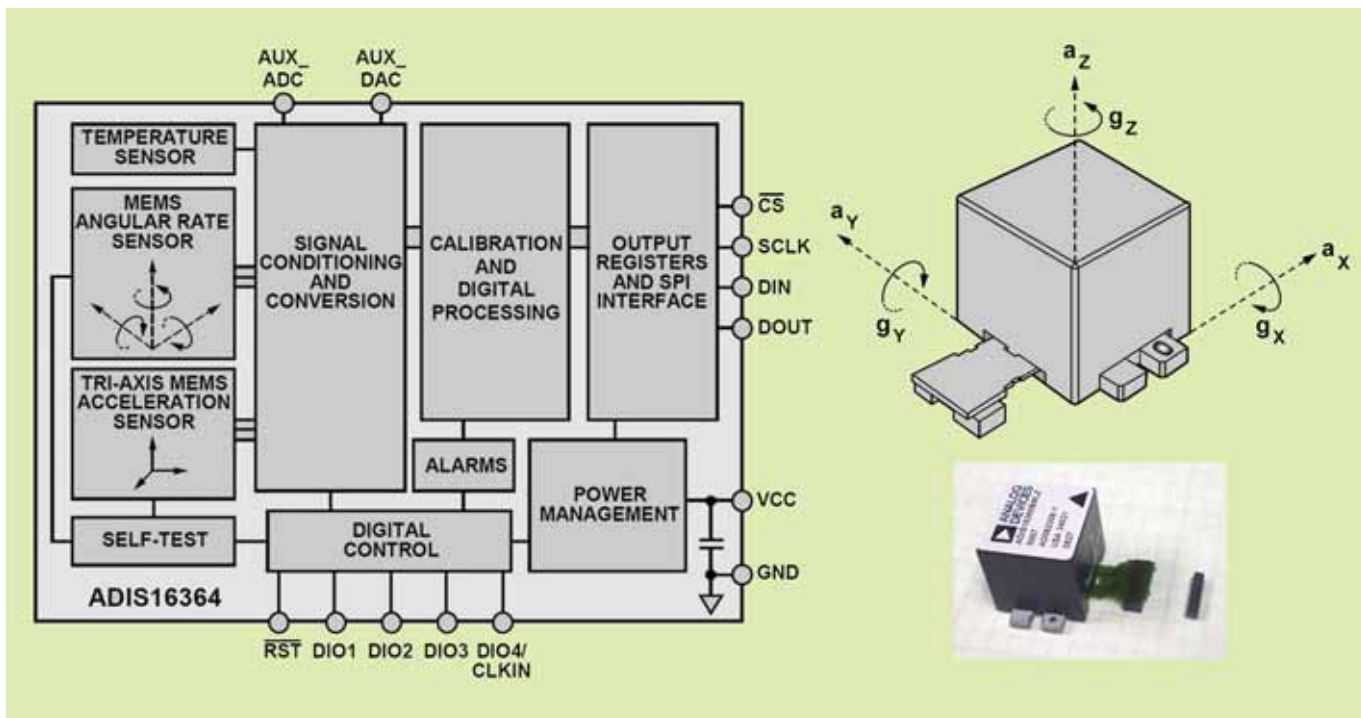 AUX_
ADC
AUX_
DAC
TEMPERATURE
SENSOR
MEMS
ANGULAR RATE
SENSOR
TRI-AXIS MEMS
ACCELERATION
SENSOR
SELF-TEST
SIGNAL
CONDITIONING
AND
CONVERSION
CALIBRATION
AND
DIGITAL
PROCESSING
OUTPUT
REGISTERS
AND SPI
INTERFACE
ALARMS
DIGITAL
CONTROL
POWER
MANAGEMENT
CS
SCLK
DIN
DOUT
VCC
GND
ADIS16364
RST
DIO1
DIO2
DIO3
DIO4/
CLKIN
aZ
gZ
aY
gY
aX
gX
ANALOG
DEVICES